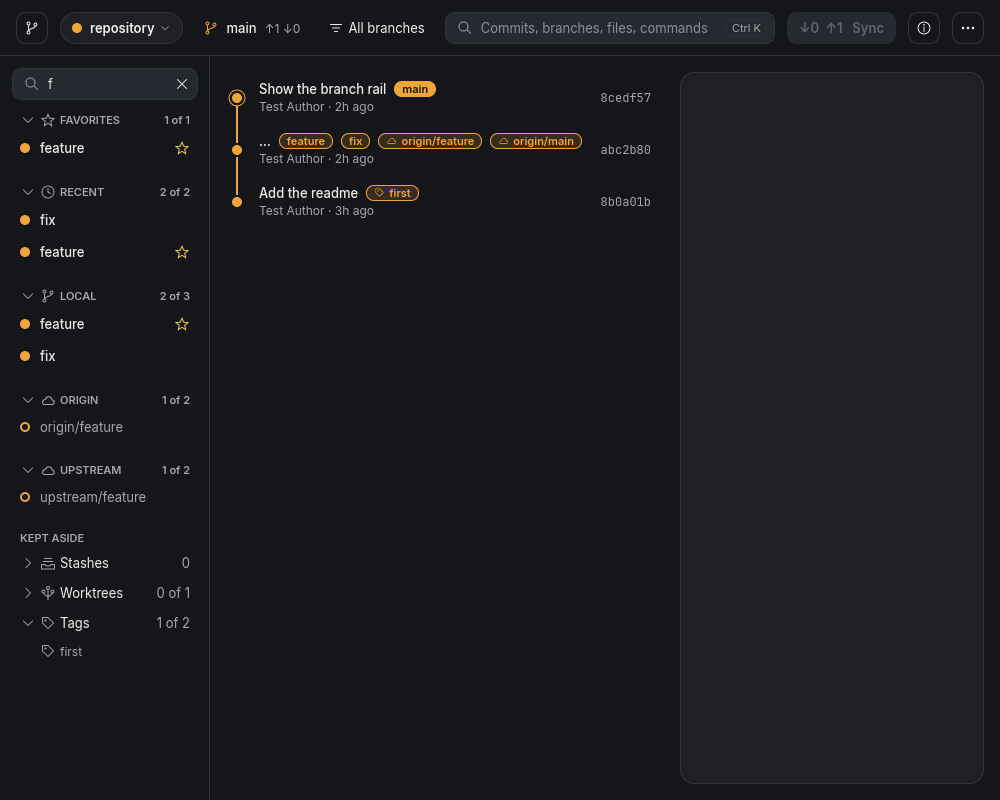 repository main ↑1 ↓0 All branches Commits, branches, files, commands Ctrl K ↓0 ↑1 Sync
f
FAVORITES 1 of 1
feature
RECENT 2 of 2
fix
feature
LOCAL 2 of 3
feature
fix
ORIGIN 1 of 2
origin/feature
UPSTREAM 1 of 2
upstream/feature
KEPT ASIDE
Stashes 0
Worktrees 0 of 1
Tags 1 of 2
first
Show the branch rail main
Test Author · 2h ago 8cedf57
... feature fix origin/feature origin/main
Test Author · 2h ago abc2b80
Add the readme first
Test Author · 3h ago 8b0a01b